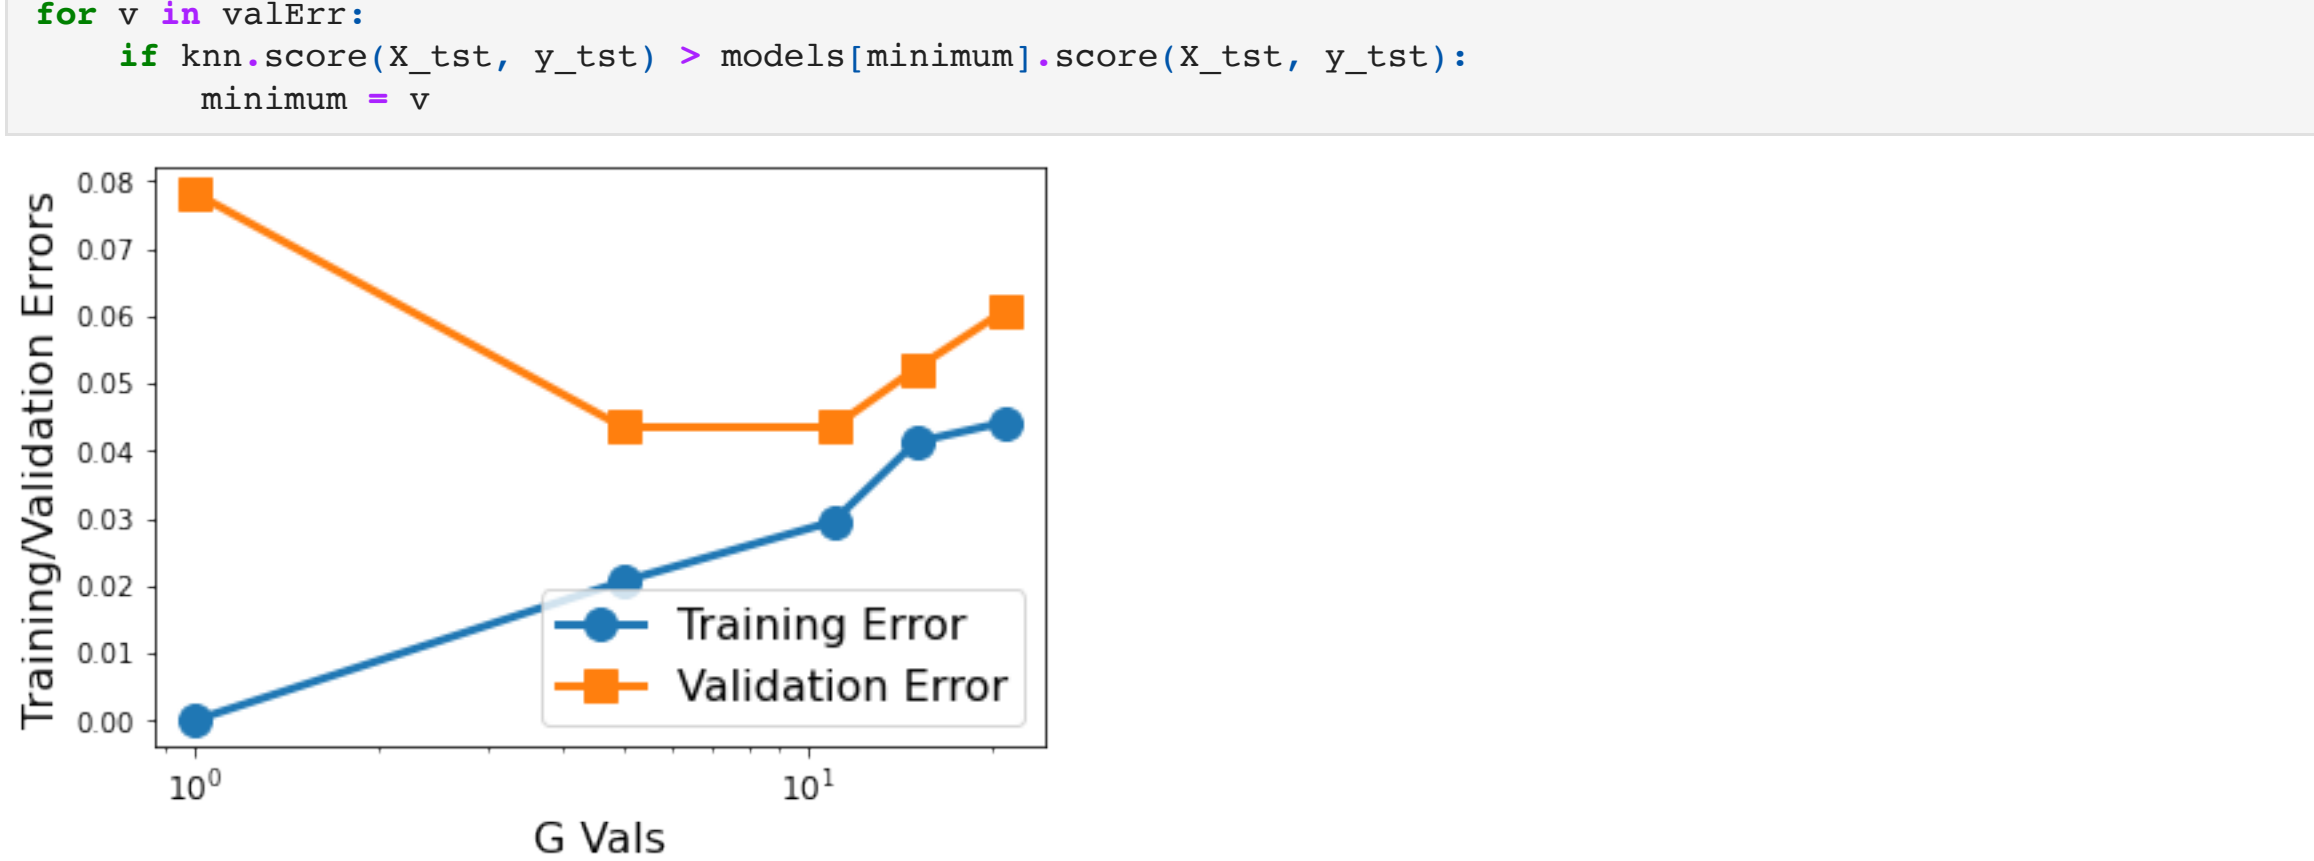 for v in valErr:
if knn.score(X_tst, y_tst) > models[minimum].score(X_tst, y_tst):
minimum = v
0.08
0.07
0.06
0.05
0.04
0.03
0.02
0.01
0.00
Training/Validation Errors
Training Error
Validation Error
10⁰
10¹
G Vals